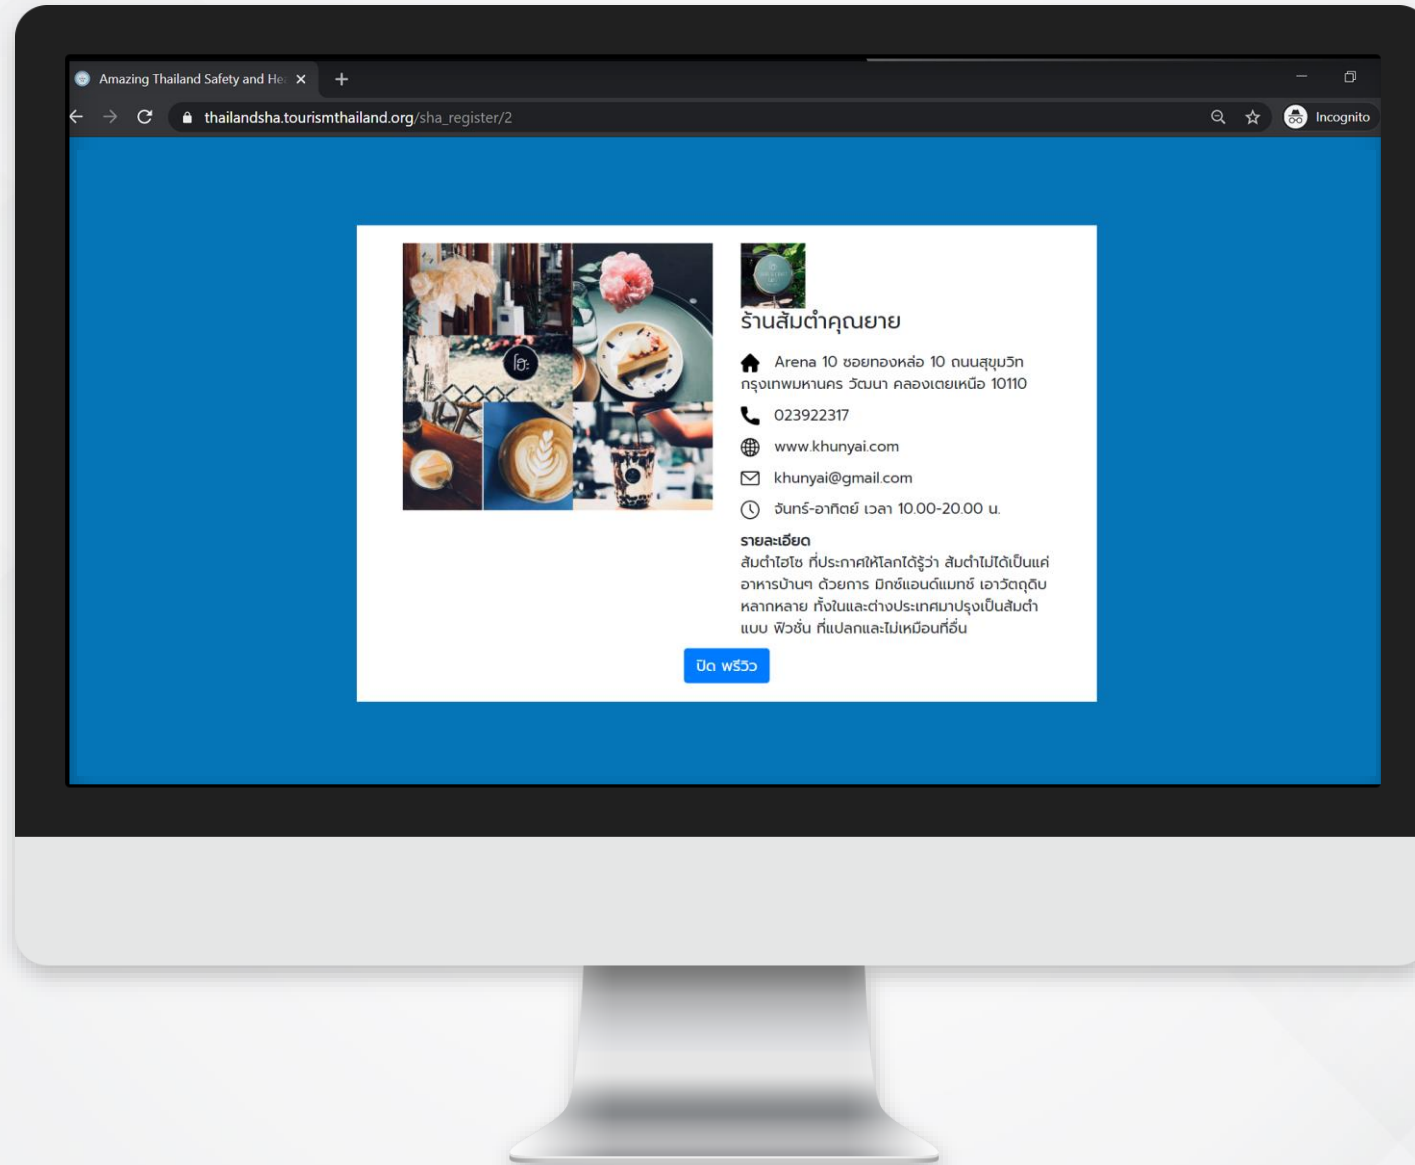 Amazing Thailand Safety and He
thailandsha.tourismthailand.org/sha_register/2
Incognito
โฮะ
ร้านส้มตำคุณยาย
Arena 10 ซอยทองหล่อ 10 ถนนสุขุมวิท
กรุงเทพมหานคร วัฒนา คลองเตยเหนือ 10110
023922317
www.khunyai.com
khunyai@gmail.com
จันทร์-อาทิตย์ เวลา 10.00-20.00 น.
รายละเอียด
ส้มตำไฮโซ ที่ประกาศให้โลกได้รู้ว่า ส้มตำไม่ได้เป็นแค่
อาหารบ้านๆ ด้วยการ มิกซ์แอนด์แมทช์ เอาวัตถุดิบ
หลากหลาย ทั้งในและต่างประเทศมาปรุงเป็นส้มตำ
แบบ ฟิวชั่น ที่แปลกและไม่เหมือนที่อื่น
ปิด พรีวิว